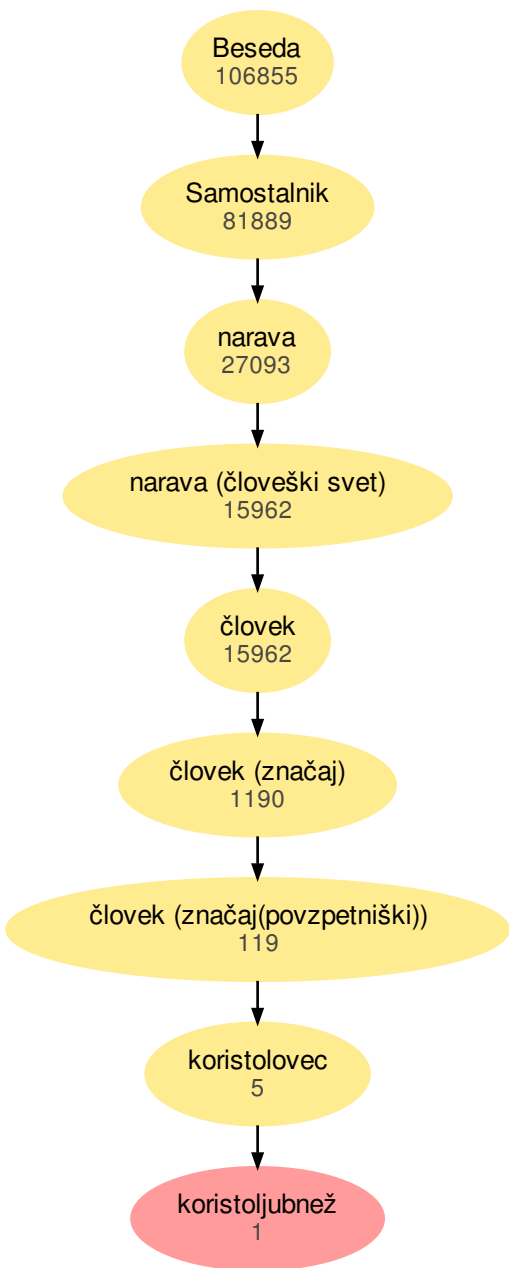 Beseda
106855
Samostalnik
81889
narava
27093
narava (človeški svet)
15962
človek
15962
človek (značaj)
1190
človek (značaj(povzpetniški))
119
koristolovec
5
koristoljubnež
1